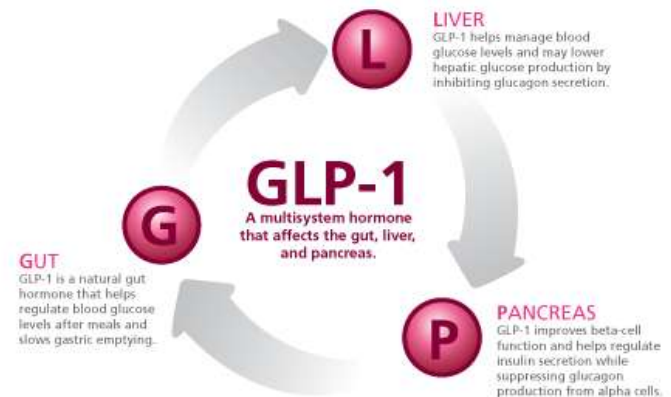 L
LIVER
GLP-1 helps manage blood
glucose levels and may lower
hepatic glucose production by
inhibiting glucagon secretion.
GLP-1
A multisystem hormone
that affects the gut, liver,
and pancreas.
G
GUT
GLP-1 is a natural gut
hormone that helps
regulate blood glucose
levels after meals and
slows gastric emptying.
P
PANCREAS
GLP-1 improves beta-cell
function and helps regulate
insulin secretion while
suppressing glucagon
production from alpha cells.